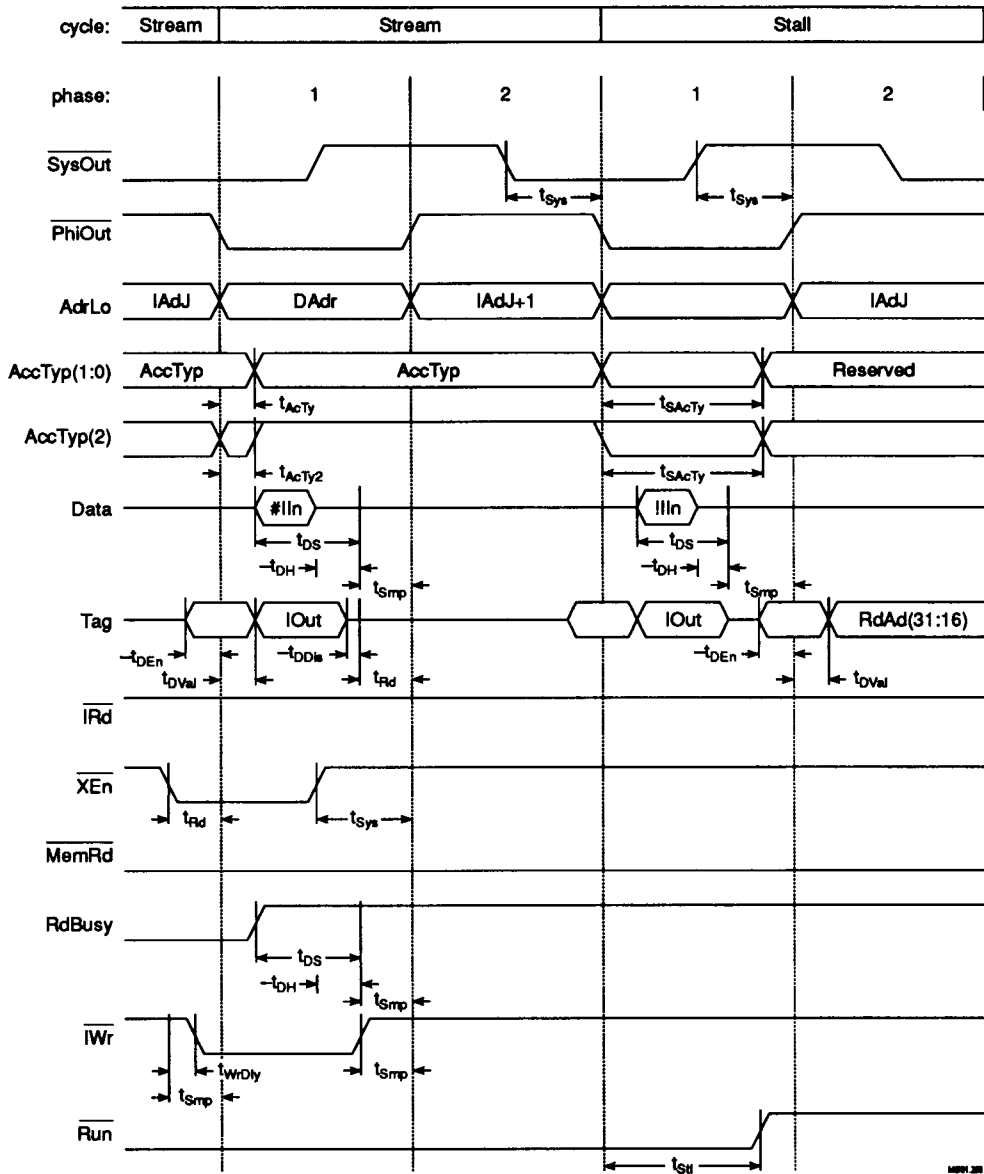 cycle: Stream Stream Stall
phase: 1 2 1 2
SysOut
tSys tSys
PhiOut
AdrLo IAdJ DAdr IAdJ+1 IAdJ
AccTyp(1:0) AccTyp AccTyp Reserved
tAcTy tSAcTy
AccTyp(2)
tAcTy2 tSAcTy
Data #IIn !IIn
tDS tDS
–tDH –tDH
tSmp tSmp
Tag IOut IOut RdAd(31:16)
–tDEn –tDDis –tDEn
tDVal tRd tDVal
IRd
XEn
tRd tSys
MemRd
RdBusy
tDS
–tDH
tSmp
IWr
tWrDly tSmp
tSmp
Run
tStl